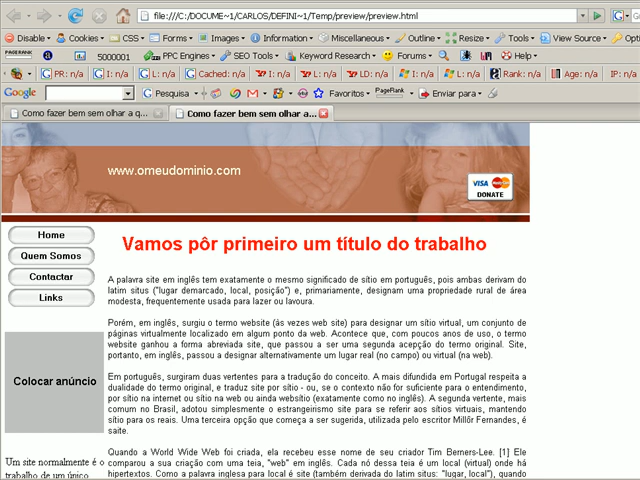 file:///C:/DOCUME~1/CARLOS/DEFINI~1/Temp/preview/preview.html
Disable Cookies CSS Forms Images Information Miscellaneous Outline Resize Tools View Source Optio
PAGERANK 5000001 PPC Engines SEO Tools Keyword Research Forums Help
PR: n/a I: n/a L: n/a Cached: n/a I: n/a L: n/a LD: n/a I: n/a L: n/a Rank: n/a Age: n/a IP: n/a
Google Pesquisa Favoritos PageRank Enviar para
Como fazer bem sem olhar a q... Como fazer bem sem olhar a...
www.omeudominio.com
VISA MasterCard
DONATE
Home
Quem Somos
Contactar
Links
Colocar anúncio
Um site normalmente é o
trabalho de um único
Vamos pôr primeiro um título do trabalho
A palavra site em inglês tem exatamente o mesmo significado de sítio em português, pois ambas derivam do
latim situs ("lugar demarcado, local, posição") e, primariamente, designam uma propriedade rural de área
modesta, frequentemente usada para lazer ou lavoura.
Porém, em inglês, surgiu o termo website (às vezes web site) para designar um sítio virtual, um conjunto de
páginas virtualmente localizado em algum ponto da web. Acontece que, com poucos anos de uso, o termo
website ganhou a forma abreviada site, que passou a ser uma segunda acepção do termo original. Site,
portanto, em inglês, passou a designar alternativamente um lugar real (no campo) ou virtual (na web).
Em português, surguiram duas vertentes para a tradução do conceito. A mais difundida em Portugal respeita a
dualidade do termo original, e traduz site por sítio - ou, se o contexto não for suficiente para o entendimento,
por sítio na internet ou sítio na web ou ainda websítio (exatamente como no inglês). A segunda vertente, mais
comum no Brasil, adotou simplesmente o estrangeirismo site para se referir aos sítios virtuais, mantendo
sítio para os reais. Uma terceira opção que começa a ser sugerida, utilizada pelo escritor Millôr Fernandes, é
saite.
Quando a World Wide Web foi criada, ela recebeu esse nome de seu criador Tim Berners-Lee. [1] Ele
comparou a sua criação com uma teia, "web" em inglês. Cada nó dessa teia é um local (virtual) onde há
hipertextos. Como a palavra inglesa para local é site (também derivada do latim situs: "lugar, local"), quando